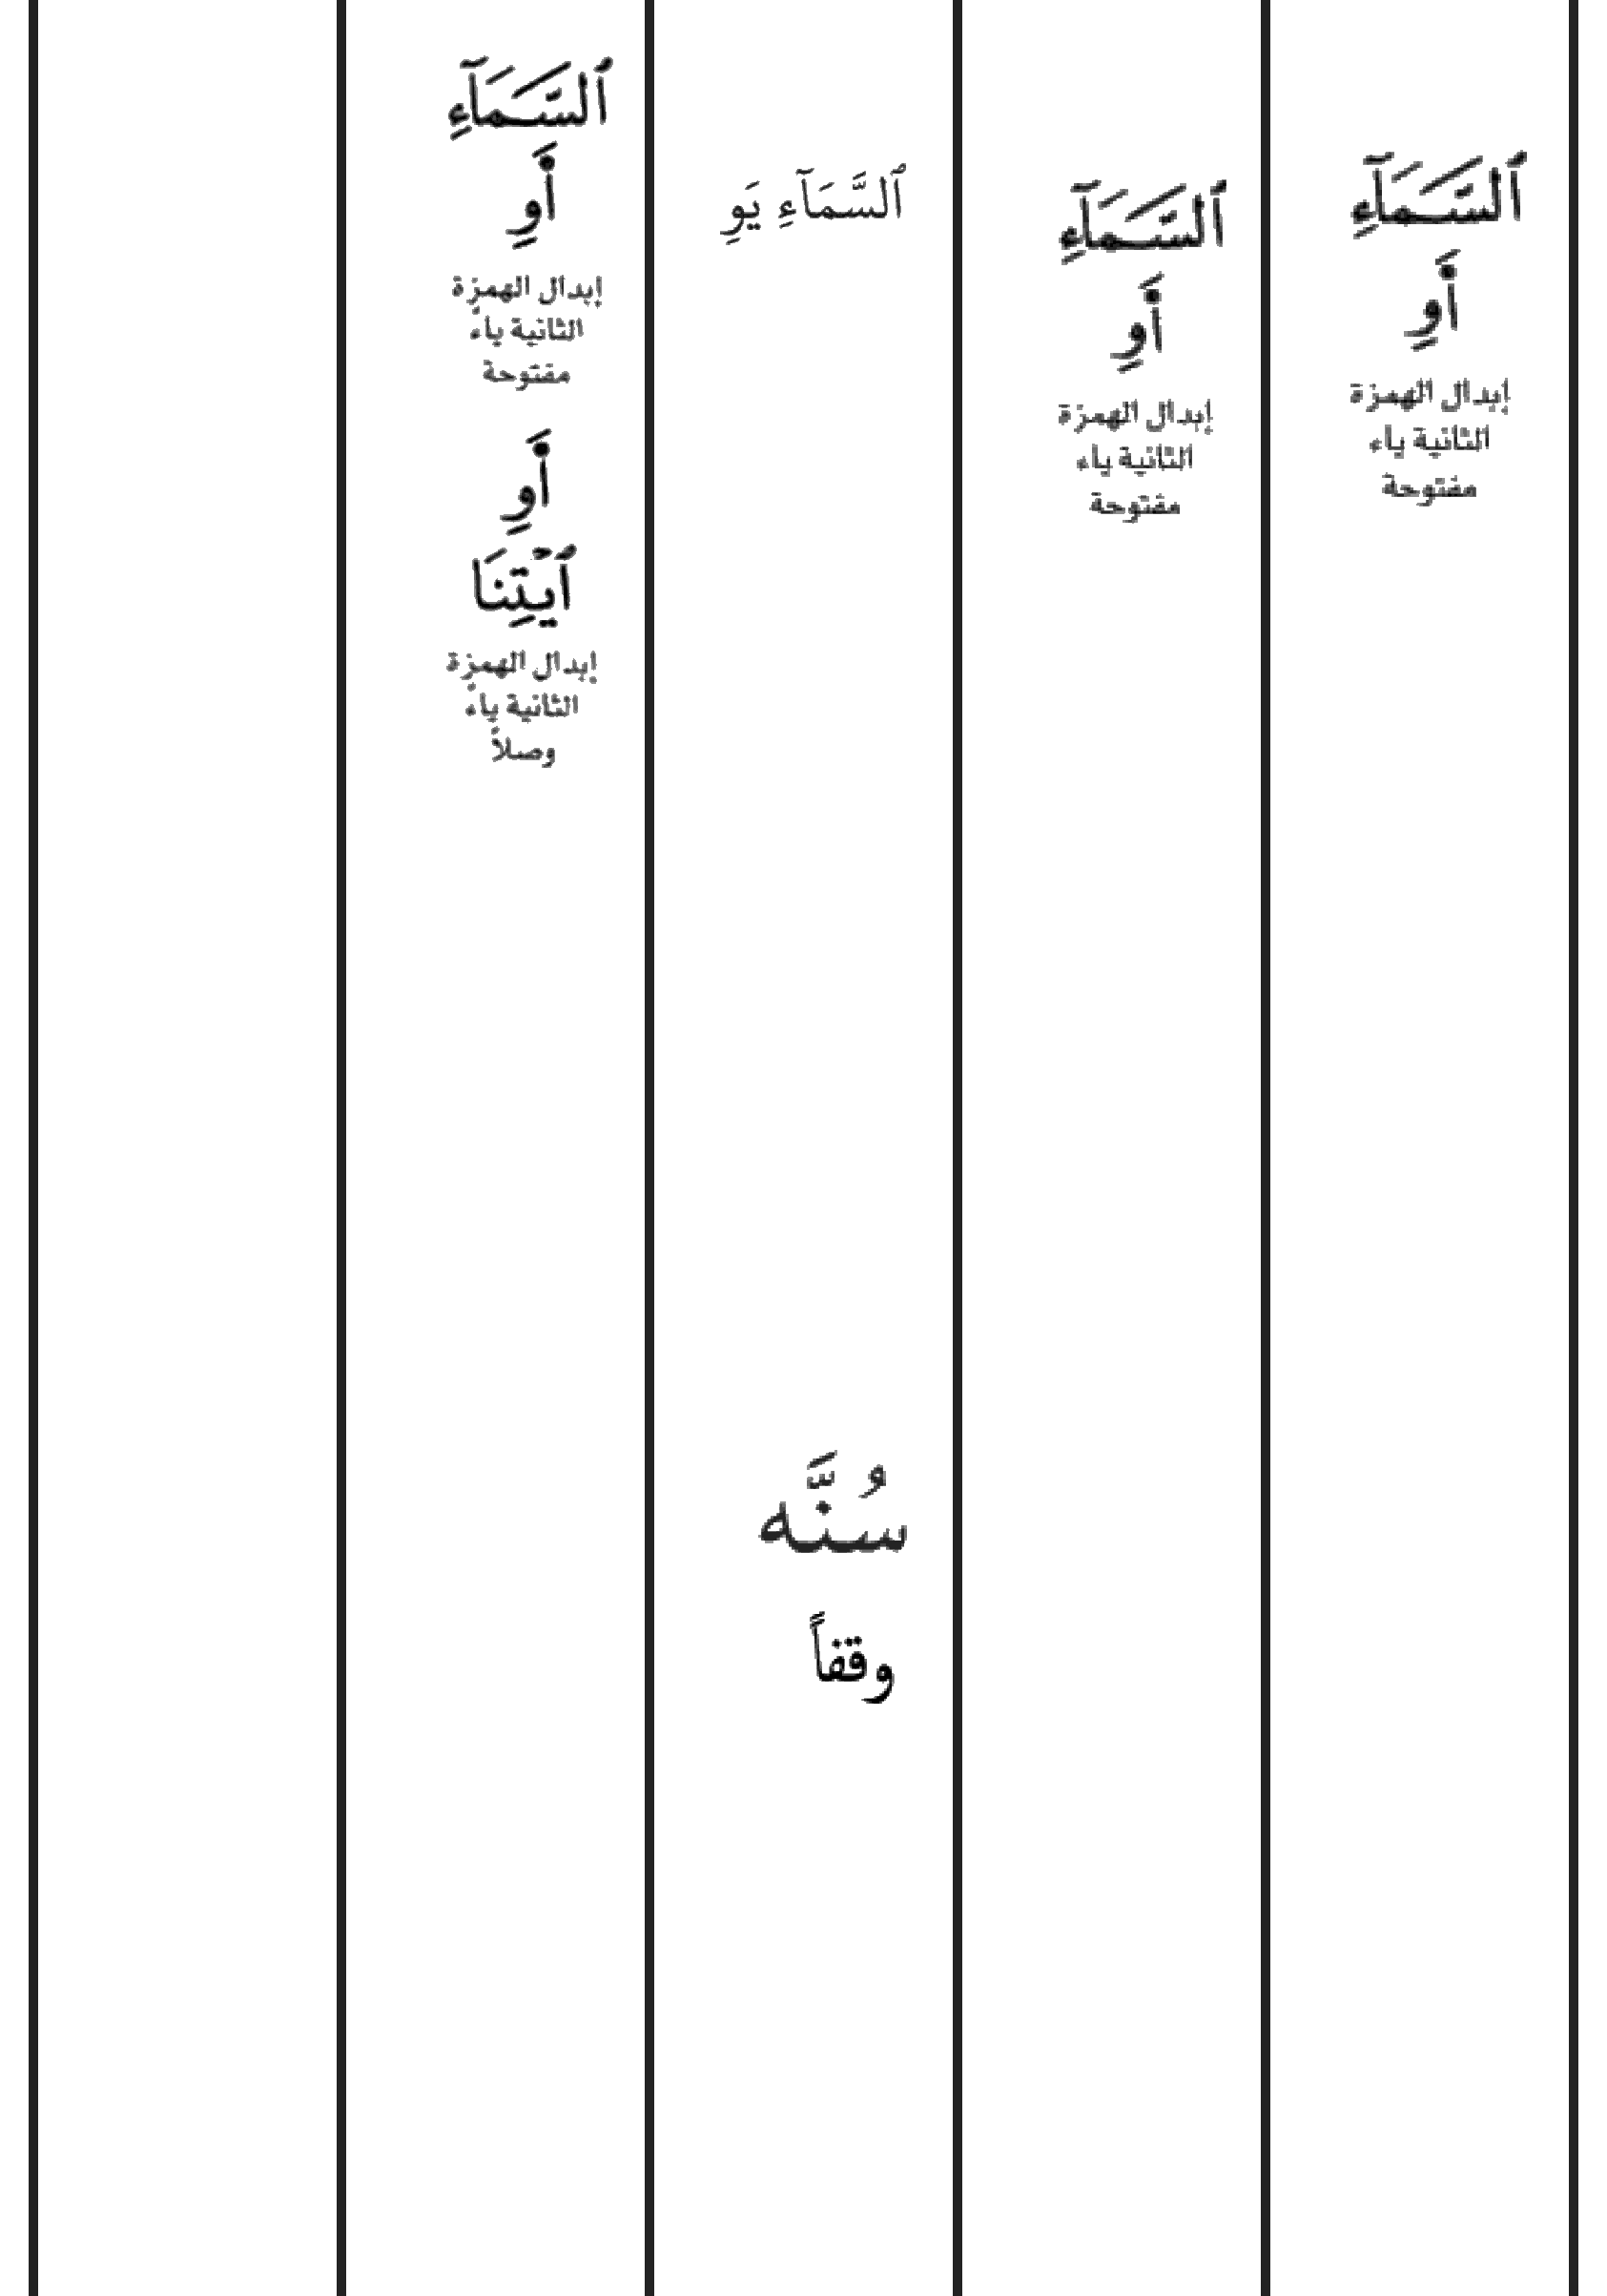 ٱلسَّمَآءِ
أَوِ
إبدال الهمزة
الثانية ياء
مفتوحة
ٱلسَّمَآءِ
أَوِ
إبدال الهمزة
الثانية ياء
مفتوحة
ٱلسَّمَآءِ يَوِ
سُنَّه
وقفاً
ٱلسَّمَآءِ
أَوِ
إبدال الهمزة
الثانية ياءً
مفتوحة
أَوِ
ٱئۡتِنَا
إبدال الهمزة
الثانية ياءً
وصلاً